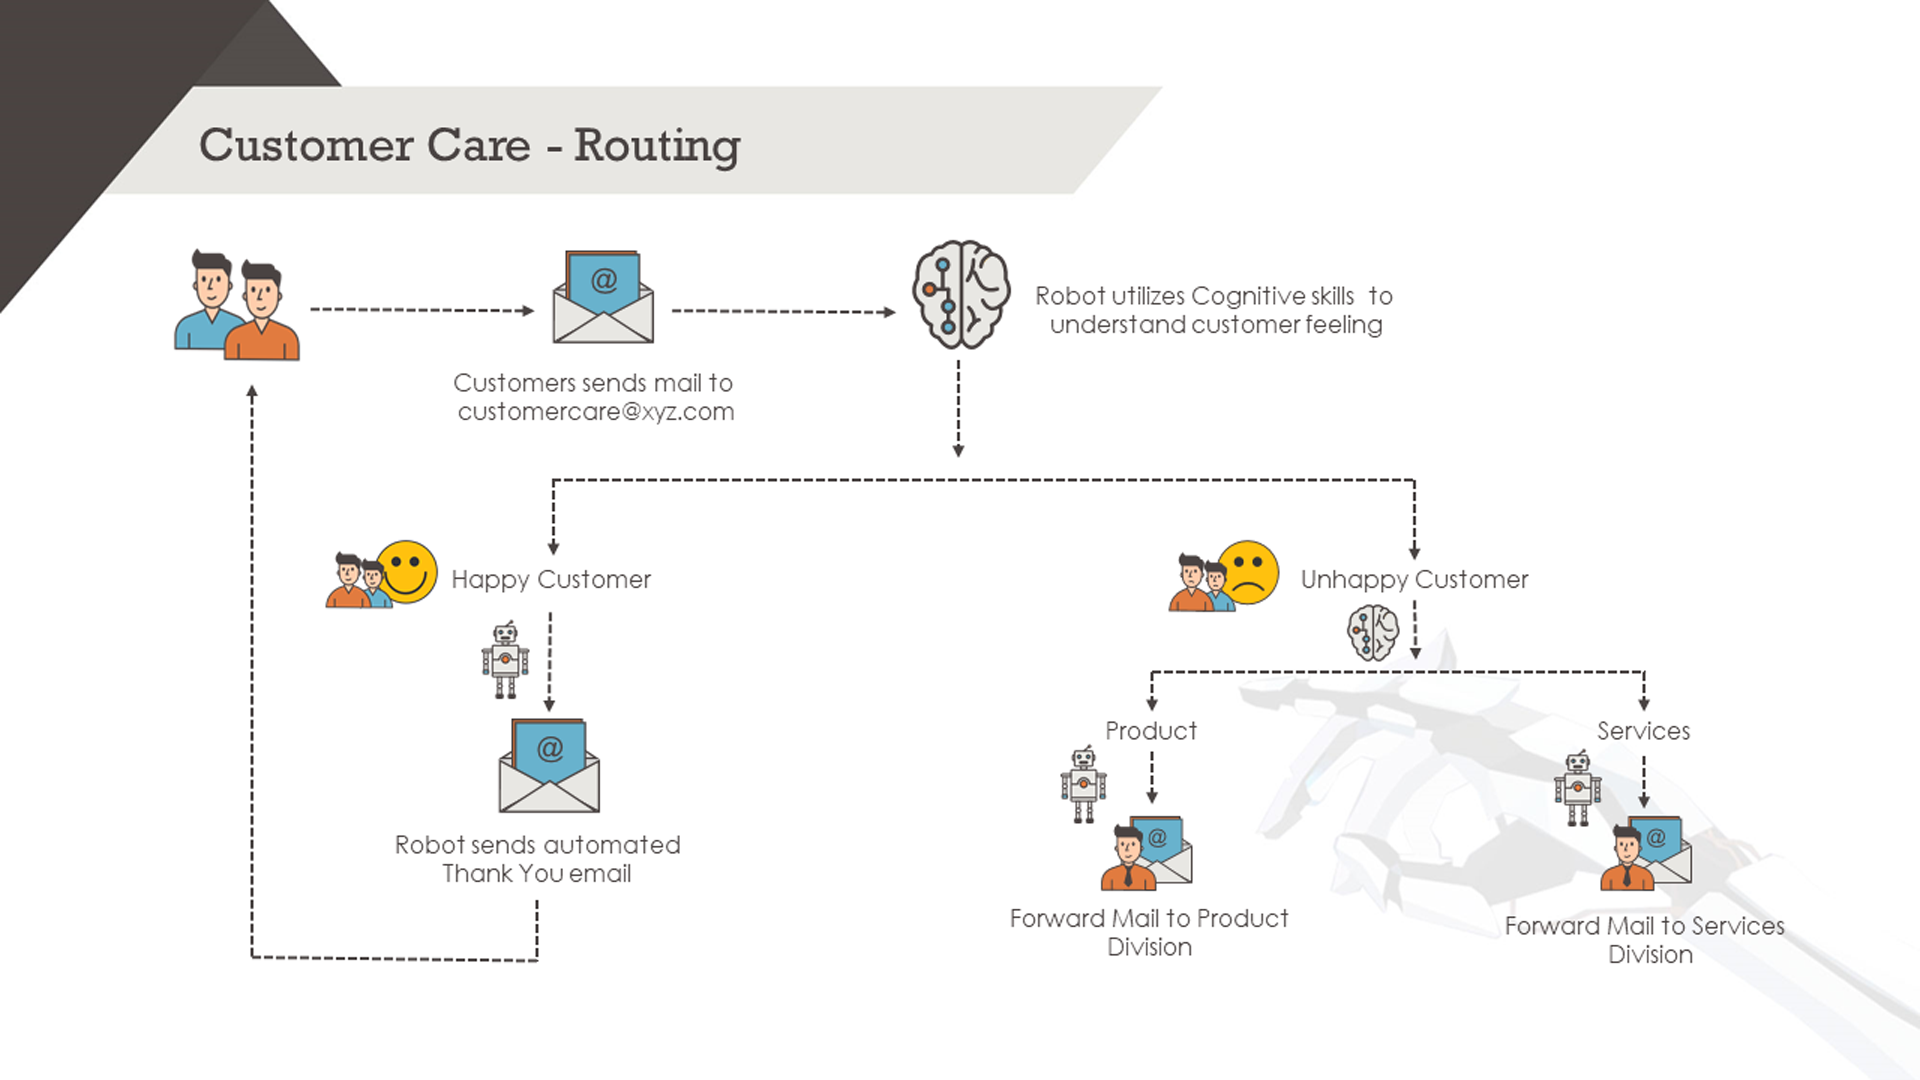 Customer Care - Routing
@
Robot utilizes Cognitive skills to
understand customer feeling
Customers sends mail to
customercare@xyz.com
Happy Customer
Unhappy Customer
Product
Services
@
Robot sends automated
Thank You email
@
@
Forward Mail to Product
Division
Forward Mail to Services
Division